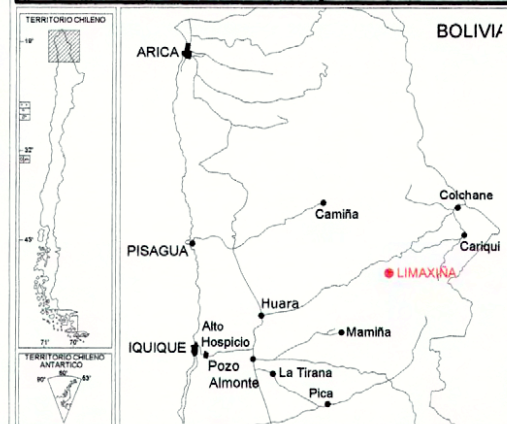 TERRITORIO CHILENO
18°
32°
43°
71° 70°
TERRITORIO CHILENO
ANTARTICO
90° 53°
BOLIVIA
ARICA
Colchane
Camiña
Cariqui
PISAGUA
LIMAXIÑA
Huara
Alto
Hospicio
IQUIQUE
Mamiña
Pozo
Almonte
La Tirana
Pica